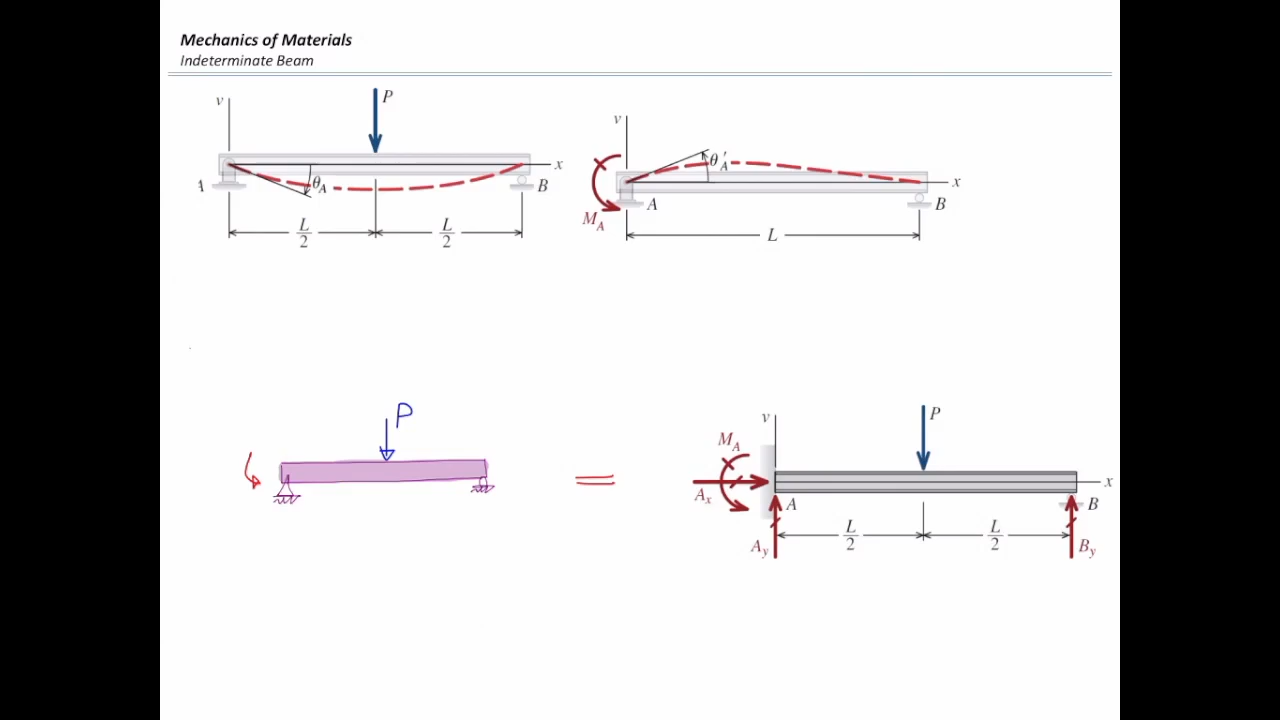 Mechanics of Materials
Indeterminate Beam
v
P
x
θA
A
B
L/2
L/2
v
θ′A
x
MA
A
B
L
P
=
v
P
MA
x
Ax
A
B
L/2
L/2
Ay
By